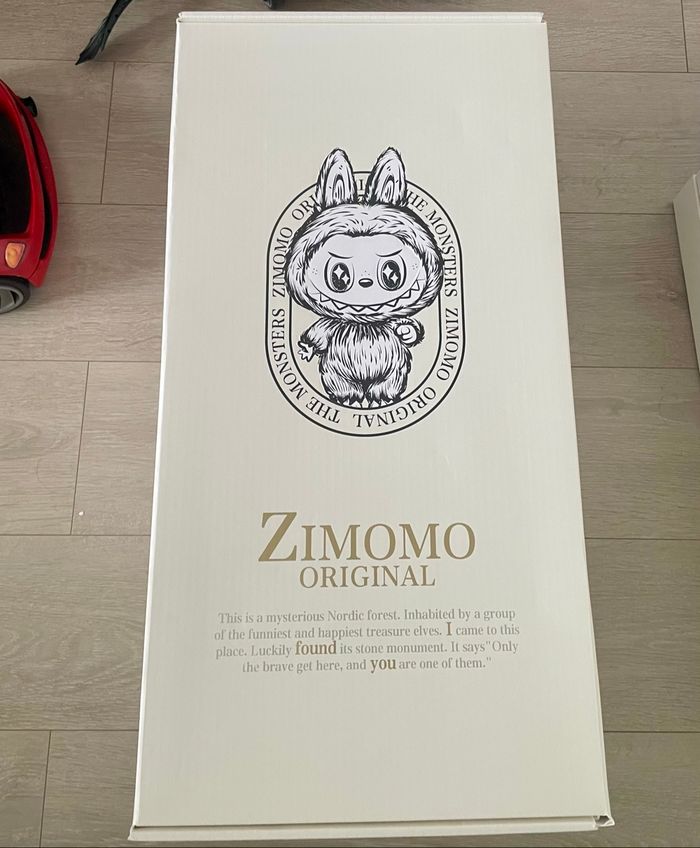 THE MONSTERS ZIMOMO ORI HE MONSTERS ZIMOMO ORIGINAL
ZIMOMO
ORIGINAL
This is a mysterious Nordic forest. Inhabited by a group
of the funniest and happiest treasure elves. I came to this
place. Luckily found its stone monument. It says"Only
the brave get here, and you are one of them."